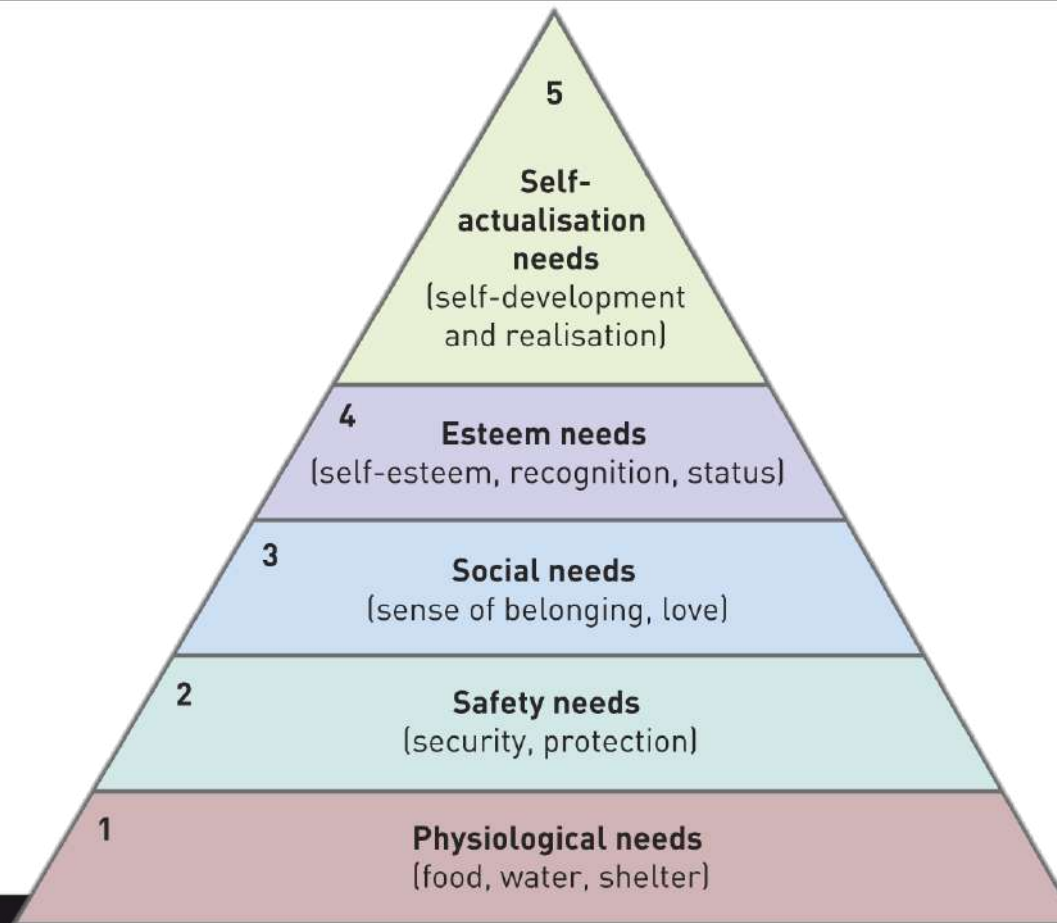 5
Self-
actualisation
needs
(self-development
and realisation)
4
Esteem needs
(self-esteem, recognition, status)
3
Social needs
(sense of belonging, love)
2
Safety needs
(security, protection)
1
Physiological needs
(food, water, shelter)